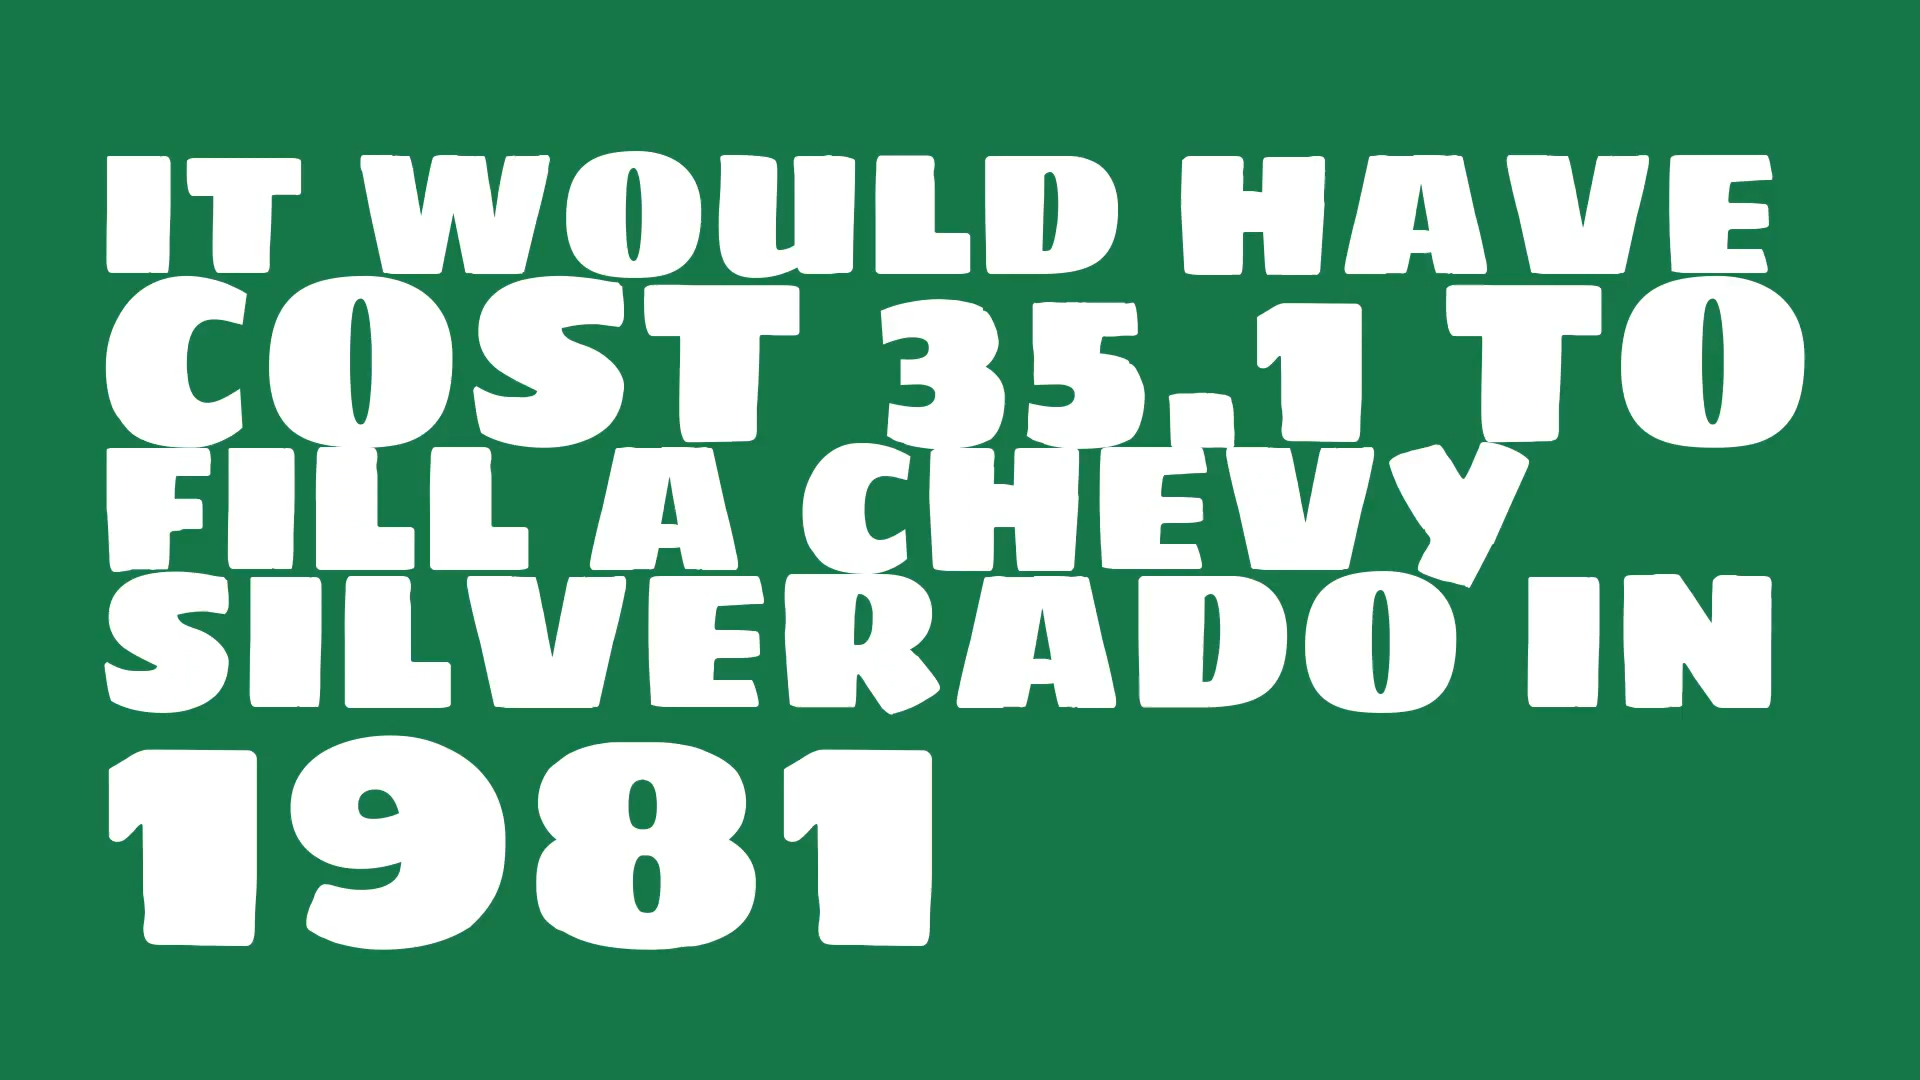 IT WOULD HAVE
COST 35.1 TO
FILL A CHEVY
SILVERADO IN
1981